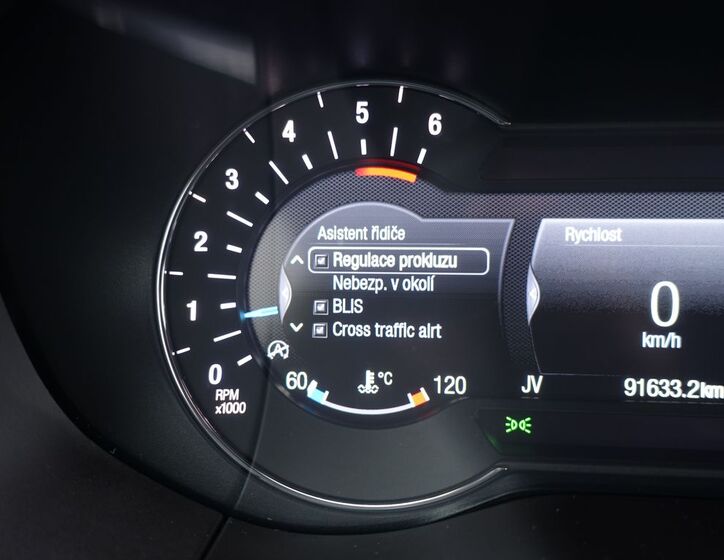 6
5
4
3
2
1
0
RPM
x1000
Asistent řidiče
Regulace prokluzu
Nebezp. v okolí
BLIS
Cross traffic alrt
60
°C
120
Rychlost
0
km/h
JV
91633.2km
A